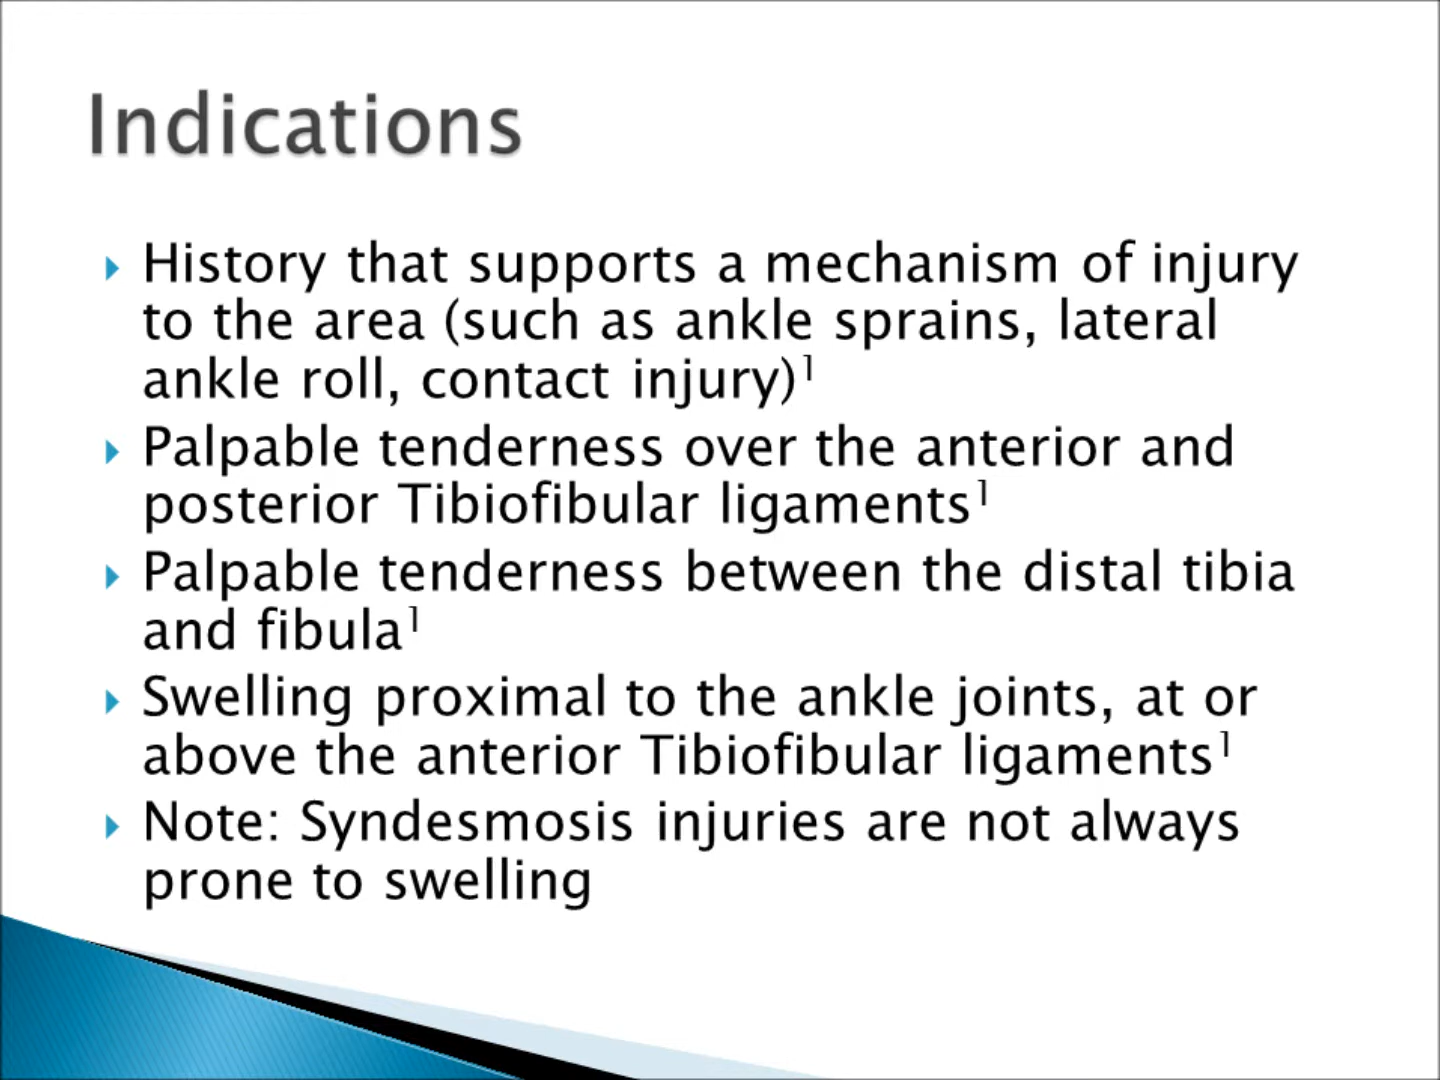 Indications
History that supports a mechanism of injury
to the area (such as ankle sprains, lateral
ankle roll, contact injury)¹
Palpable tenderness over the anterior and
posterior Tibiofibular ligaments¹
Palpable tenderness between the distal tibia
and fibula¹
Swelling proximal to the ankle joints, at or
above the anterior Tibiofibular ligaments¹
Note: Syndesmosis injuries are not always
prone to swelling